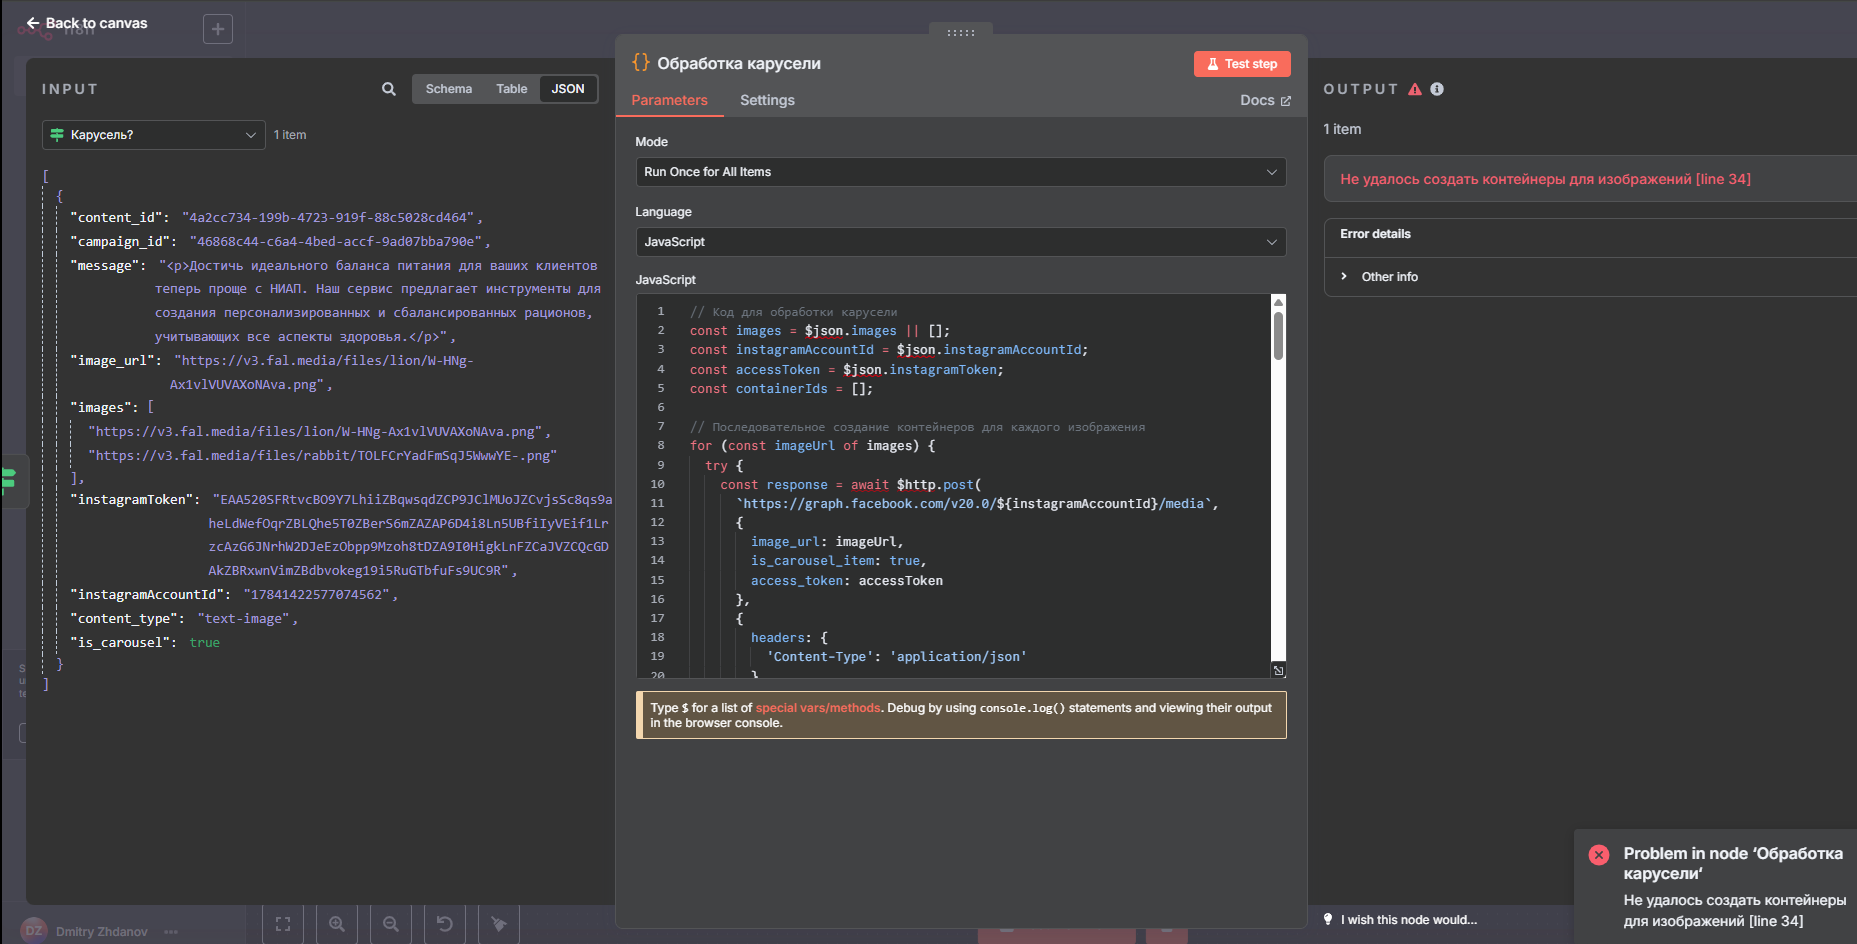 Back to canvas
n8n
INPUT
Schema
Table
JSON
Карусель?
1 item
[
{
"content_id": "4a2cc734-199b-4723-919f-88c5028cd464",
"campaign_id": "46868c44-c6a4-4bed-accf-9ad07bba790e",
"message": "<p>Достичь идеального баланса питания для ваших клиентов
теперь проще с НИАП. Наш сервис предлагает инструменты для
создания персонализированных и сбалансированных рационов,
учитывающих все аспекты здоровья.</p>",
"image_url": "https://v3.fal.media/files/lion/W-HNg-
Ax1vlVUVAXoNAva.png",
"images": [
"https://v3.fal.media/files/lion/W-HNg-Ax1vlVUVAXoNAva.png",
"https://v3.fal.media/files/rabbit/TOLFCrYadFmSqJ5WwwYE-.png"
],
"instagramToken": "EAA520SFRtvcBO9Y7LhiiZBqwsqdZCP9JClMUoJZCvjsSc8qs9a
heLdWefOqrZBLQhe5T0ZBerS6mZAZAP6D4i8Ln5UBfiIyVEif1Lr
zcAzG6JNrhW2DJeEzObpp9Mzoh8tDZA9I0HigkLnFZCaJVZCQcGD
AkZBRxwnVimZBdbvokeg19i5RuGTbfuFs9UC9R",
"instagramAccountId": "17841422577074562",
"content_type": "text-image",
"is_carousel": true
}
]
Обработка карусели
Test step
Parameters
Settings
Docs
Mode
Run Once for All Items
Language
JavaScript
JavaScript
1 // Код для обработки карусели
2 const images = $json.images || [];
3 const instagramAccountId = $json.instagramAccountId;
4 const accessToken = $json.instagramToken;
5 const containerIds = [];
6
7 // Последовательное создание контейнеров для каждого изображения
8 for (const imageUrl of images) {
9 try {
10 const response = await $http.post(
11 `https://graph.facebook.com/v20.0/${instagramAccountId}/media`,
12 {
13 image_url: imageUrl,
14 is_carousel_item: true,
15 access_token: accessToken
16 },
17 {
18 headers: {
19 'Content-Type': 'application/json'
20 }
Type $ for a list of special vars/methods. Debug by using console.log() statements and viewing their output
in the browser console.
OUTPUT
1 item
Не удалось создать контейнеры для изображений [line 34]
Error details
Other info
I wish this node would...
Problem in node ‘Обработка
карусели‘
Не удалось создать контейнеры
для изображений [line 34]
DZ
Dmitry Zhdanov